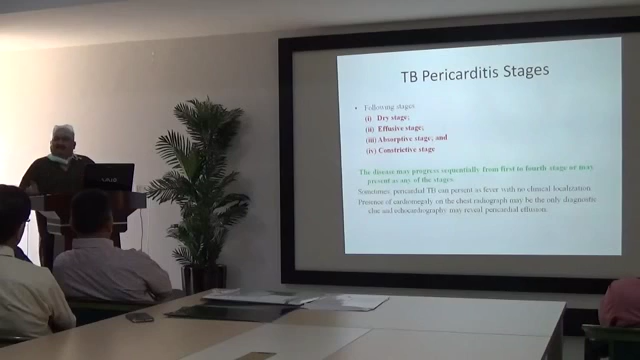 TB Pericarditis Stages
• Following stages
(i) Dry stage;
(ii) Effusive stage;
(iii) Absorptive stage; and
(iv) Constrictive stage
The disease may progress sequentially from first to fourth stage or may
present as any of the stages.
Sometimes, pericardial TB can persent as fever with no clinical localization.
Presence of cardiomegaly on the chest radiograph may be the only diagnostic
clue and echocardiography may reveal pericardial effusion.
VAIO